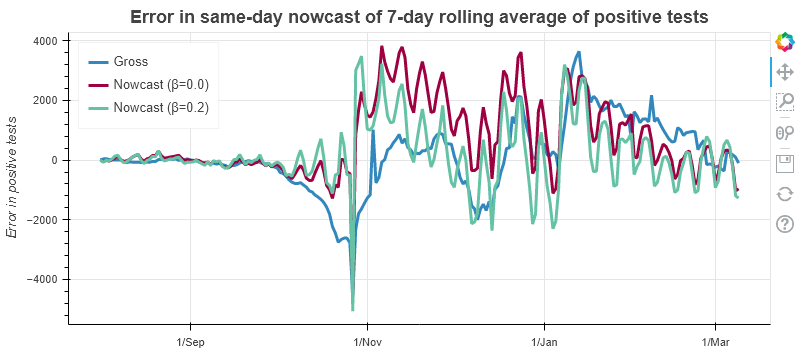 Error in same-day nowcast of 7-day rolling average of positive tests
Error in positive tests
4000
2000
0
−2000
−4000
Gross
Nowcast (β=0.0)
Nowcast (β=0.2)
1/Sep
1/Nov
1/Jan
1/Mar